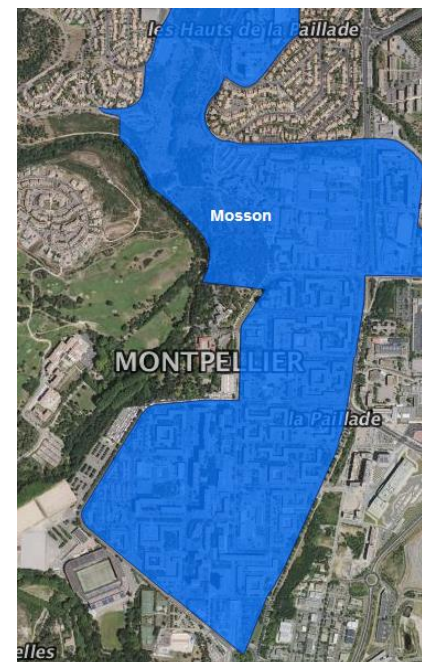 les Hauts de la Paillade
Mosson
MONTPELLIER
la Paillade
elles